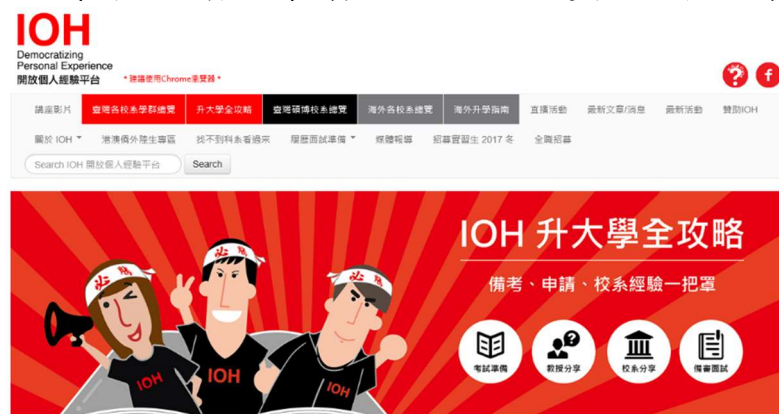 IOH
Democratizing
Personal Experience
開放個人經驗平台
*建議使用Chrome瀏覽器*
?
f
講座影片 臺灣各校系學群總覽 升大學全攻略 臺灣碩博校系總覽 海外各校系總覽 海外升學指南 直播活動 最新文章/消息 最新活動 贊助IOH
關於 IOH 港澳僑外陸生專區 找不到科系看過來 履歷面試準備 媒體報導 招募實習生 2017 冬 全職招募
Search IOH 開放個人經驗平台 Search
IOH 升大學全攻略
備考、申請、校系經驗一把罩
必勝
必勝
必勝
考試準備 教授分享 校系分享 備審面試
IOH
IOH
IOH